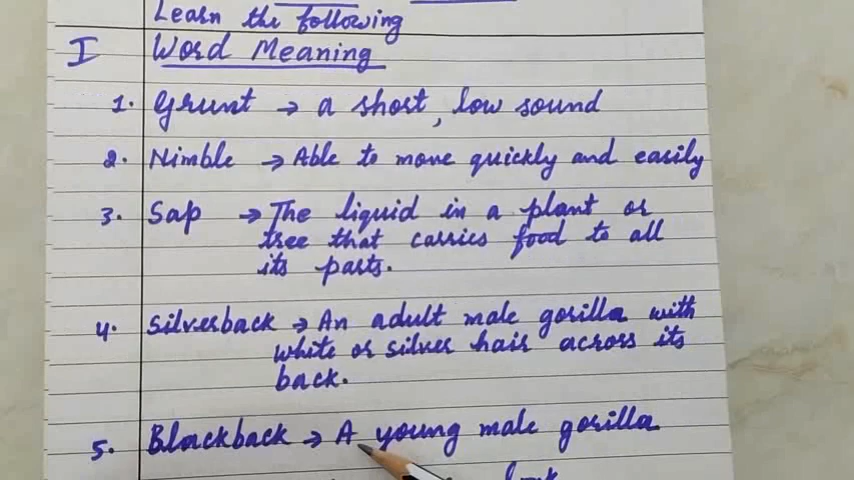 Learn the following
I Word Meaning
1. Grunt → a short, low sound
2. Nimble → Able to move quickly and easily
3. Sap → The liquid in a plant or
tree that carries food to all
its parts.
4. Silverback → An adult male gorilla with
white or silver hair across its
back.
5. Blackback → A young male gorilla